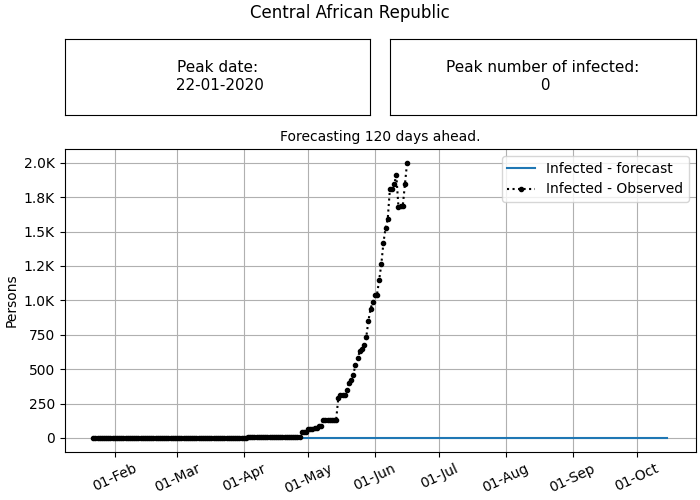 Central African Republic
Peak date:
22-01-2020
Peak number of infected:
0
Forecasting 120 days ahead.
Infected - forecast
Infected - Observed
Persons
2.0K
1.8K
1.5K
1.2K
1.0K
750
500
250
0
01-Feb
01-Mar
01-Apr
01-May
01-Jun
01-Jul
01-Aug
01-Sep
01-Oct